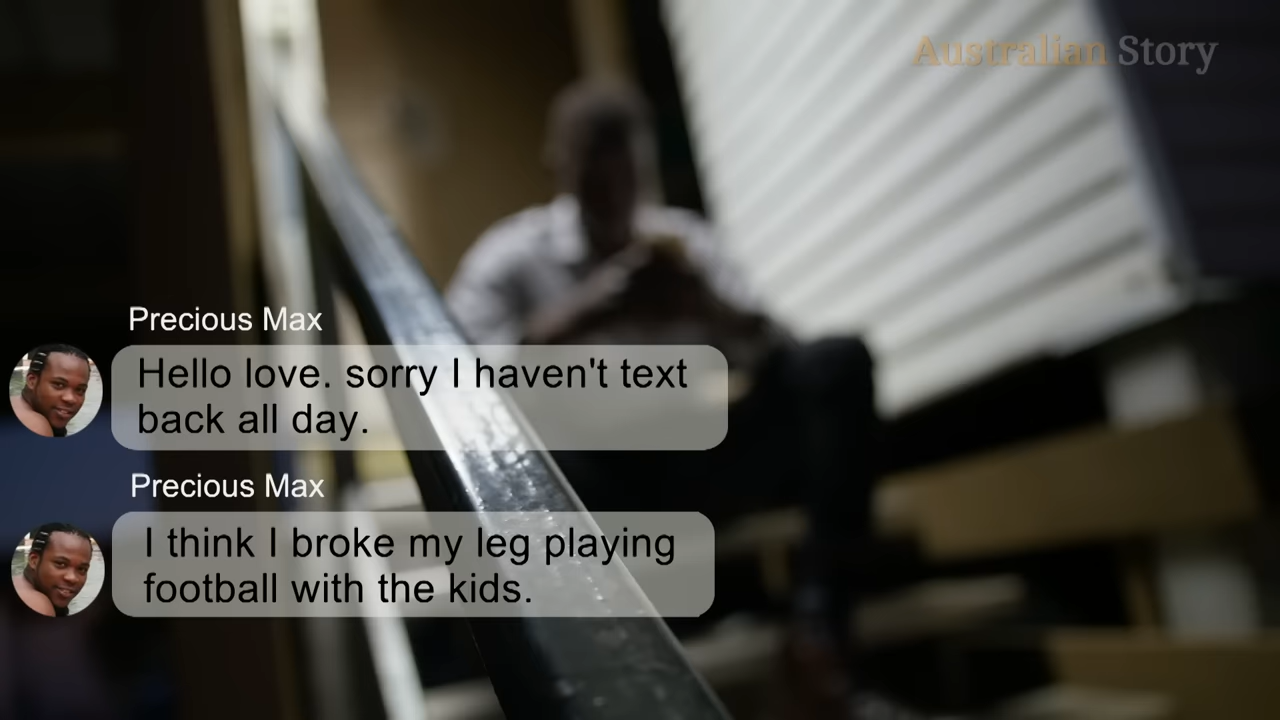 Australian Story
Precious Max
Hello love. sorry I haven't text
back all day.
Precious Max
I think I broke my leg playing
football with the kids.